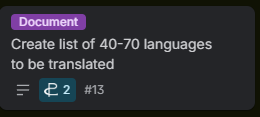 Document
Create list of 40-70 languages
to be translated
2 #13